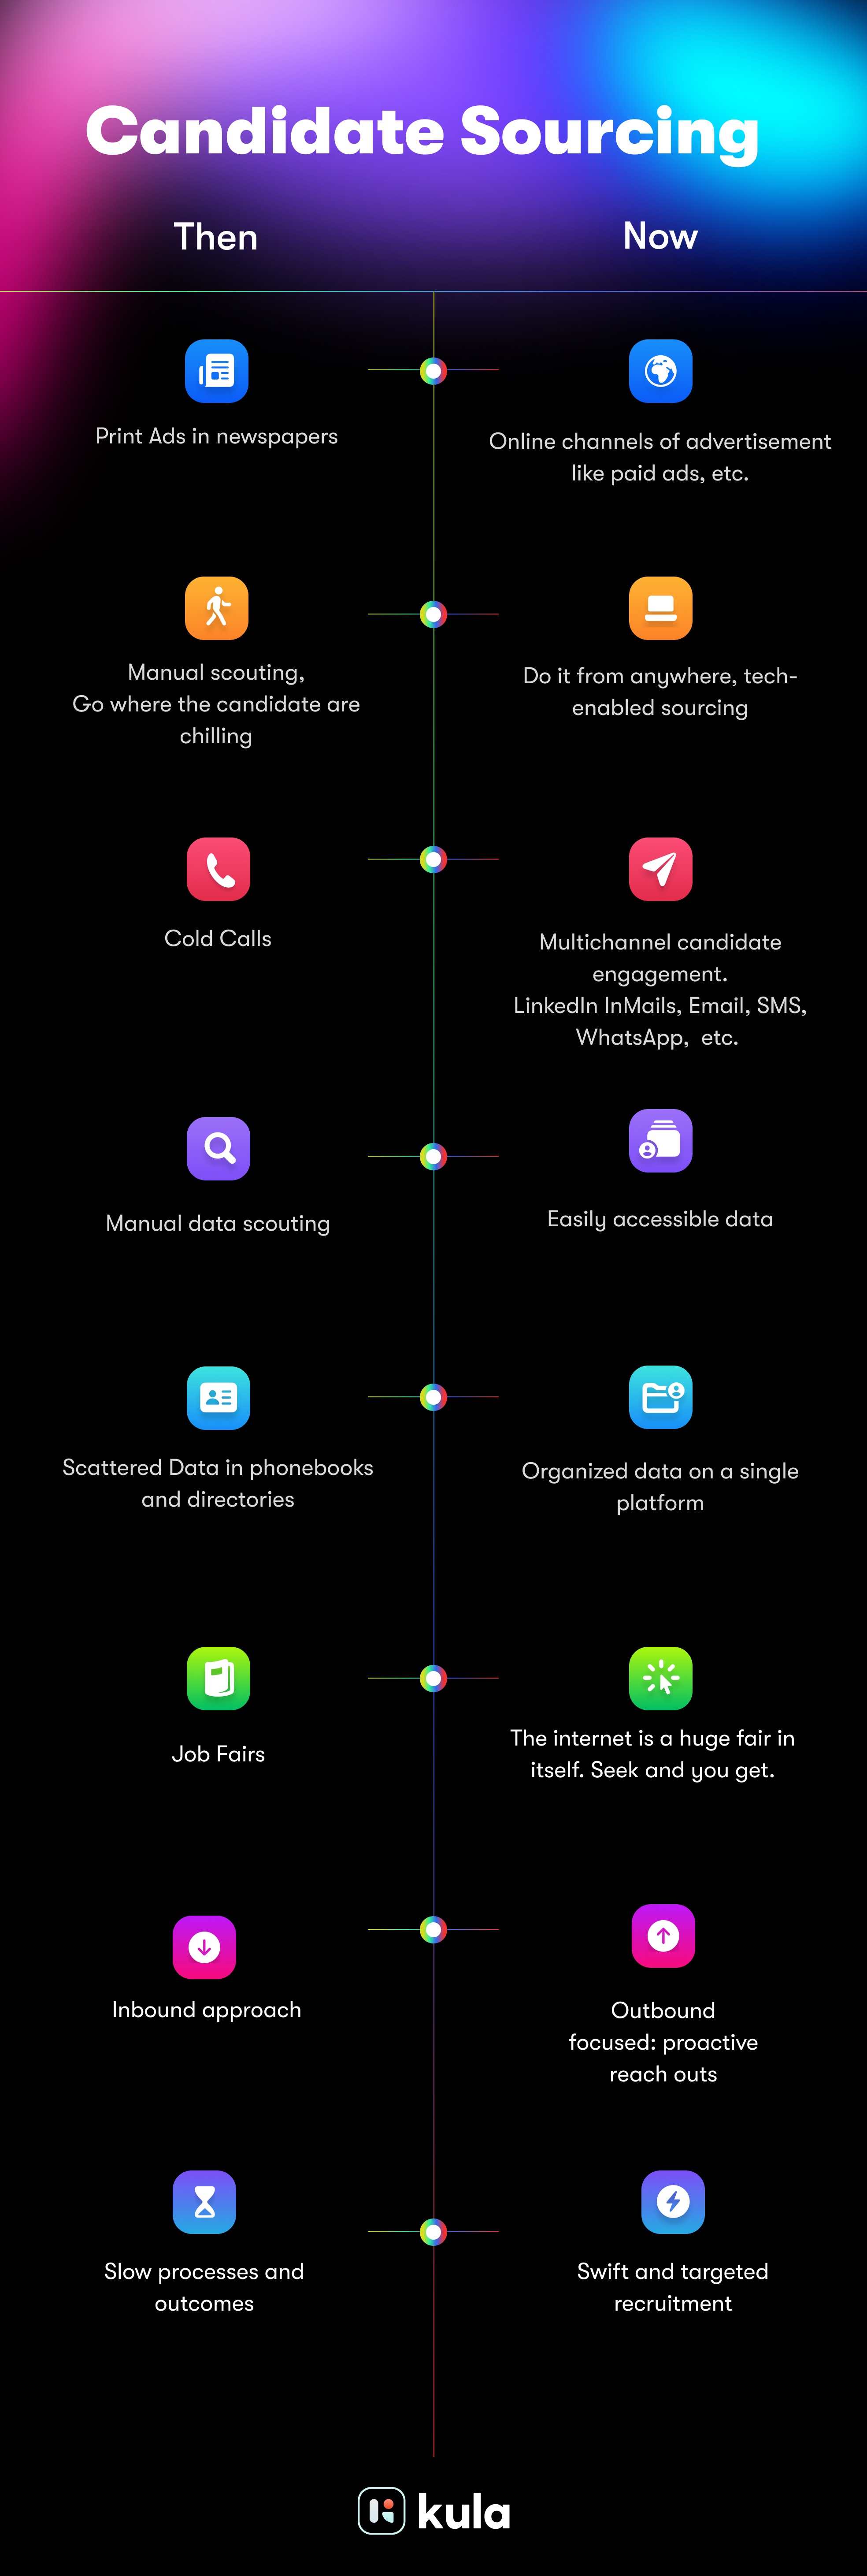 Candidate Sourcing
Then
Now
Print Ads in newspapers
Online channels of advertisement
like paid ads, etc.
Manual scouting,
Go where the candidate are
chilling
Do it from anywhere, tech-
enabled sourcing
Cold Calls
Multichannel candidate
engagement.
LinkedIn InMails, Email, SMS,
WhatsApp,  etc.
Manual data scouting
Easily accessible data
Scattered Data in phonebooks
and directories
Organized data on a single
platform
Job Fairs
The internet is a huge fair in
itself. Seek and you get.
Inbound approach
Outbound
focused: proactive
reach outs
Slow processes and
outcomes
Swift and targeted
recruitment
kula